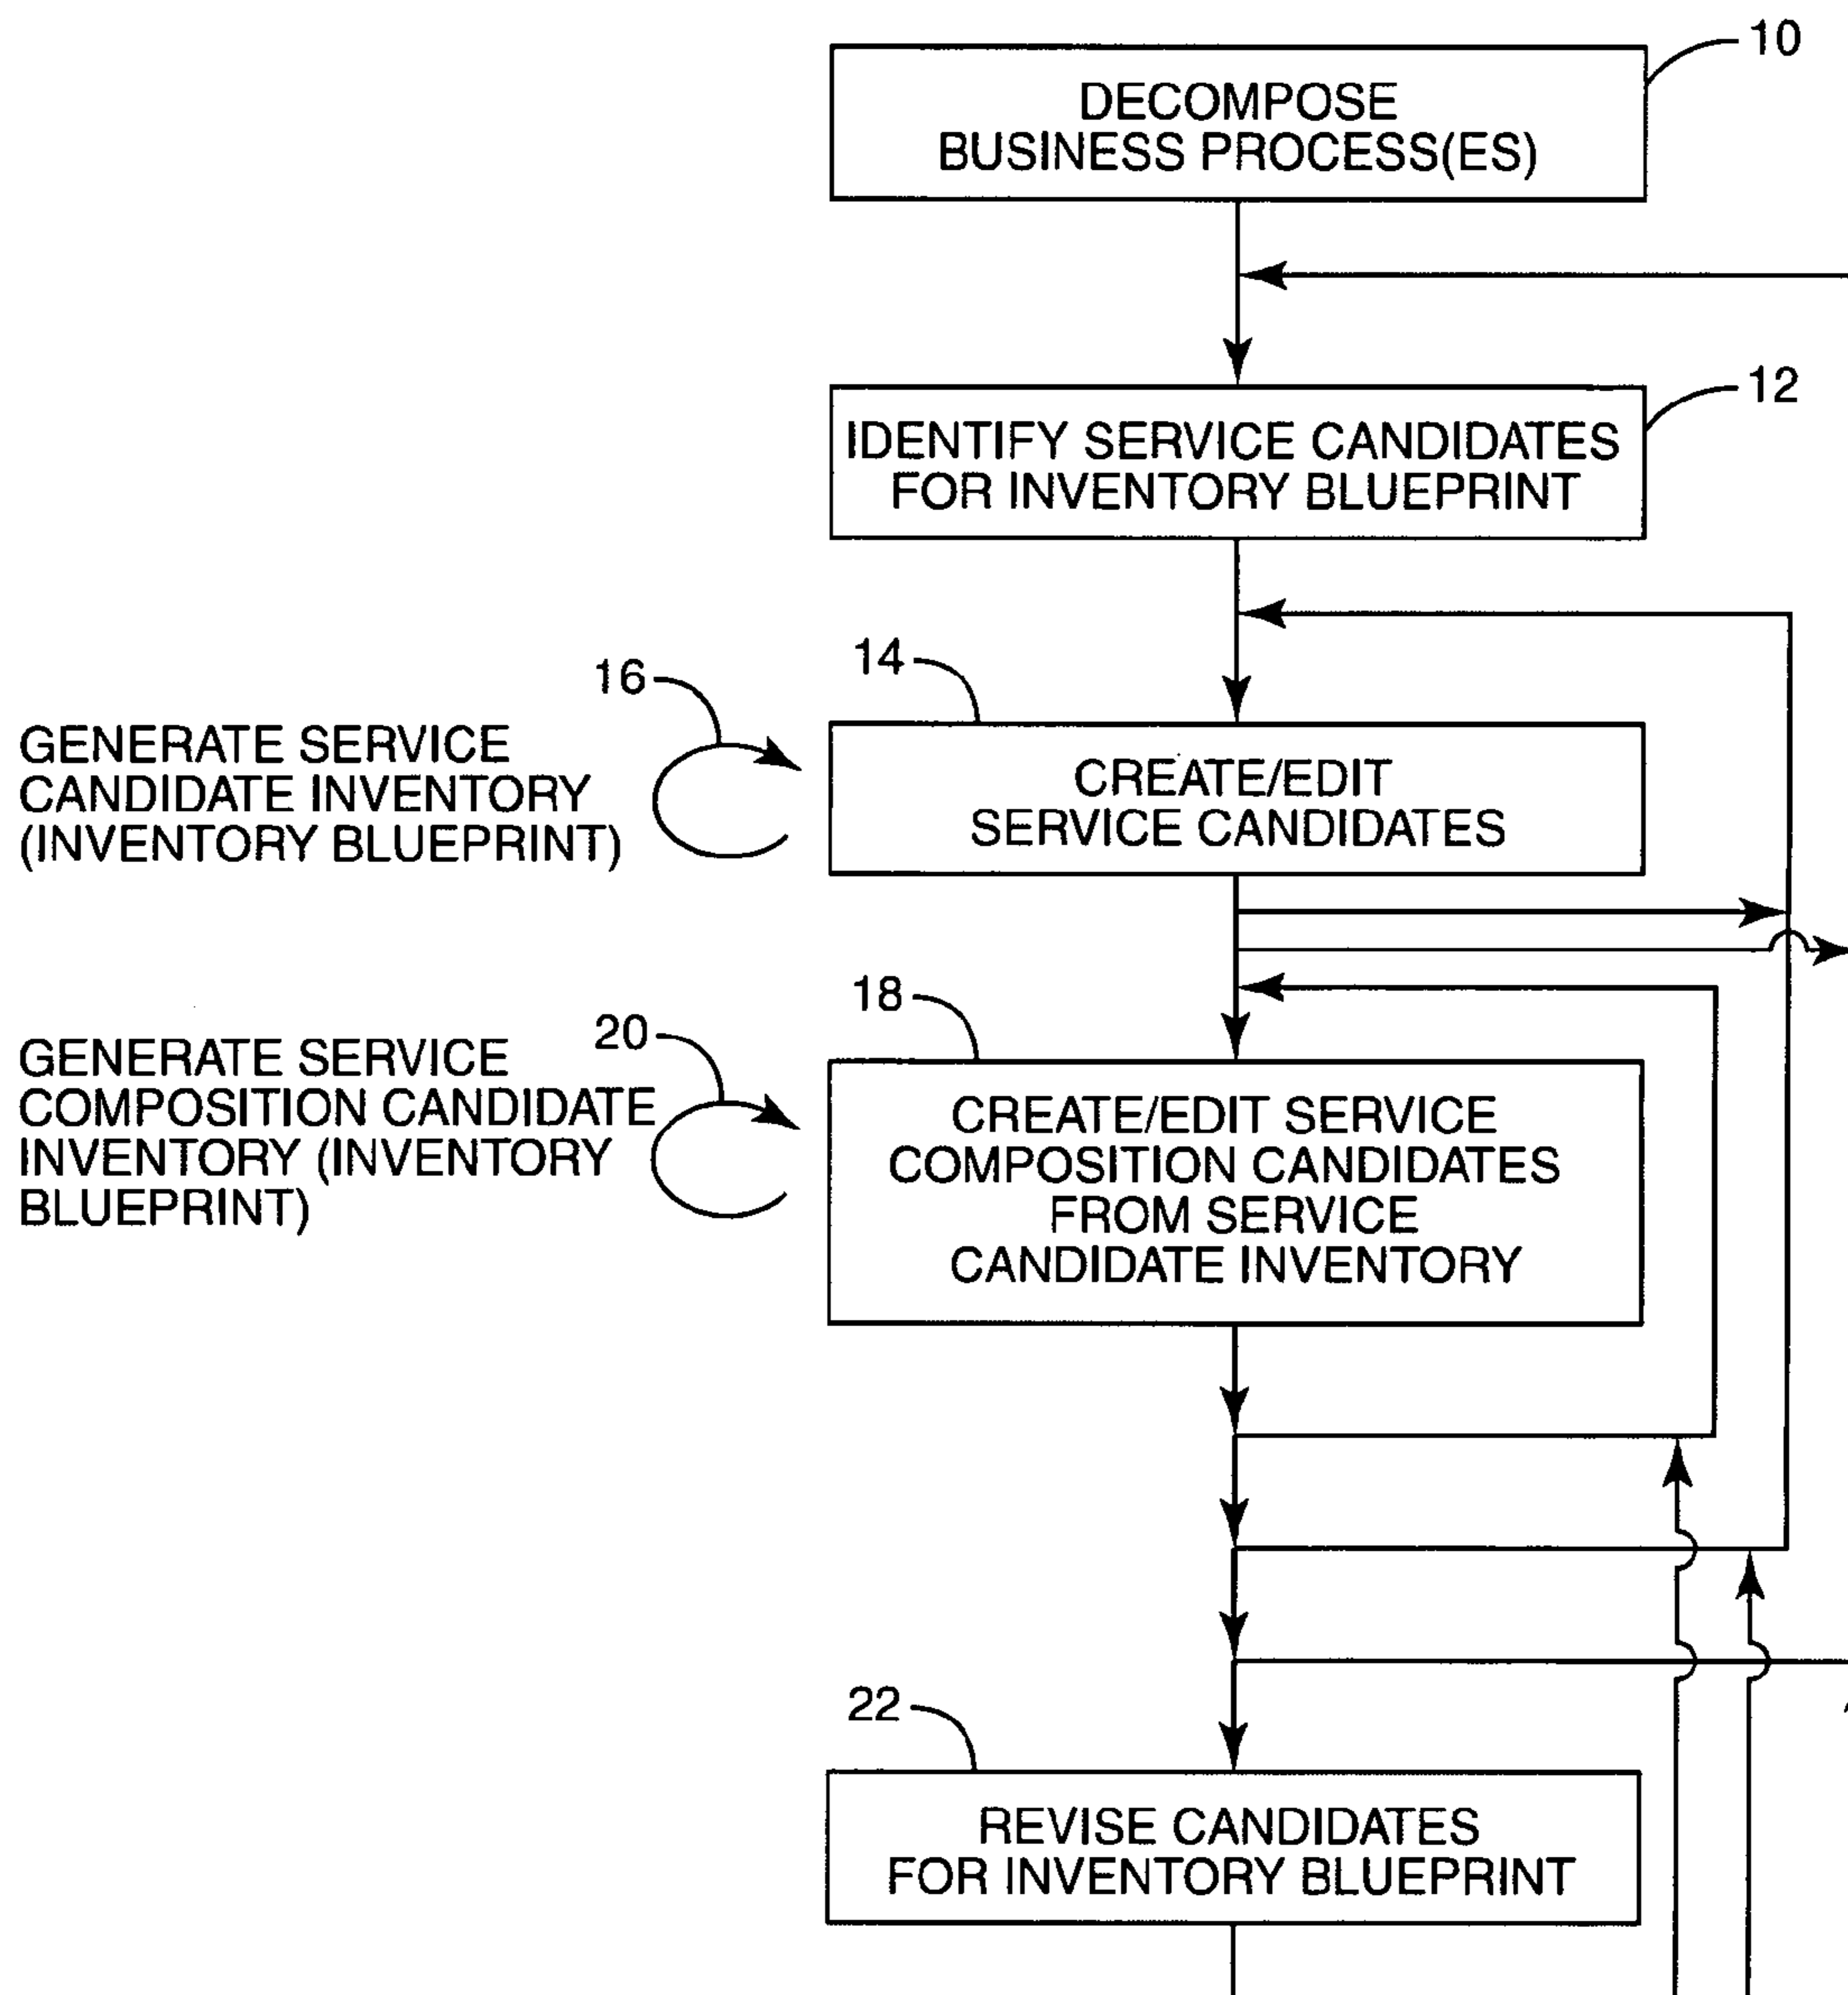 10
DECOMPOSE
BUSINESS PROCESS(ES)
12
IDENTIFY SERVICE CANDIDATES
FOR INVENTORY BLUEPRINT
16
14
GENERATE SERVICE
CANDIDATE INVENTORY
(INVENTORY BLUEPRINT)
CREATE/EDIT
SERVICE CANDIDATES
18
20
GENERATE SERVICE
COMPOSITION CANDIDATE
INVENTORY (INVENTORY
BLUEPRINT)
CREATE/EDIT SERVICE
COMPOSITION CANDIDATES
FROM SERVICE
CANDIDATE INVENTORY
22
REVISE CANDIDATES
FOR INVENTORY BLUEPRINT